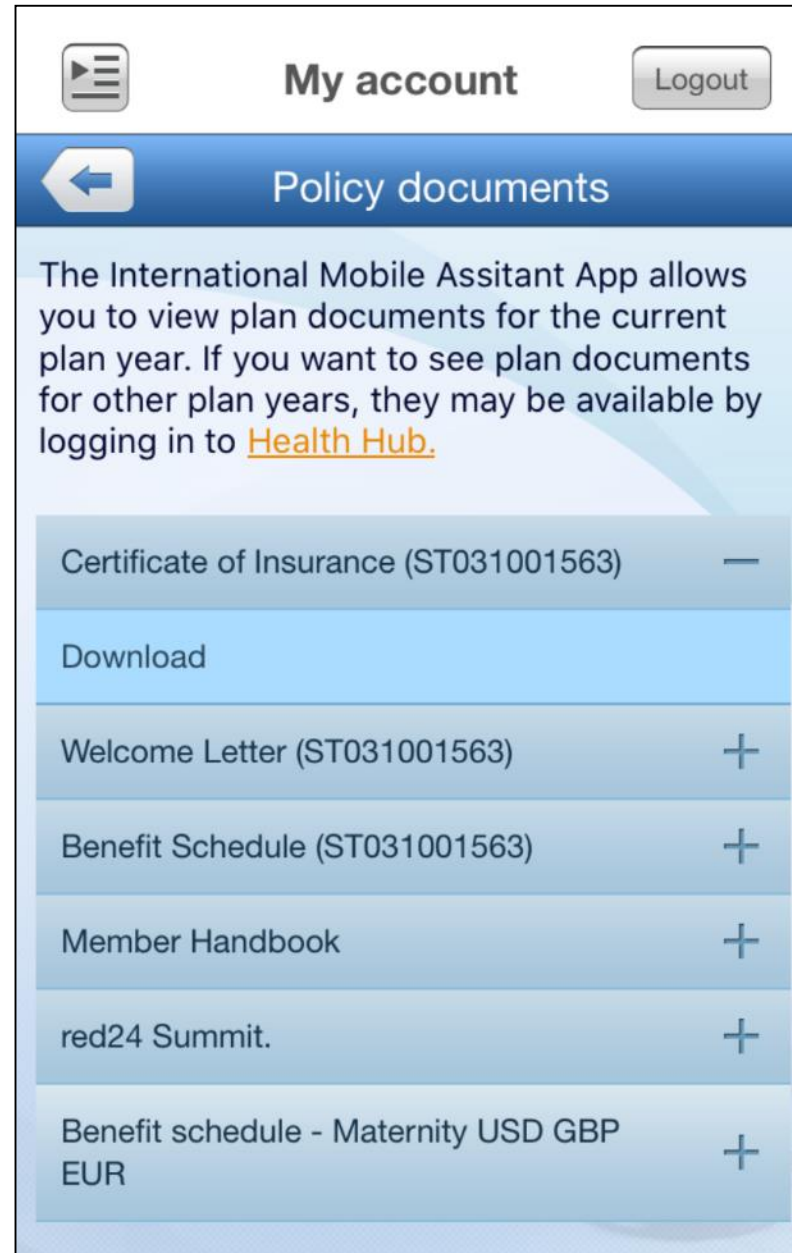 My account
Logout
Policy documents
The International Mobile Assitant App allows
you to view plan documents for the current
plan year. If you want to see plan documents
for other plan years, they may be available by
logging in to Health Hub.
Certificate of Insurance (ST031001563)
Download
Welcome Letter (ST031001563)
Benefit Schedule (ST031001563)
Member Handbook
red24 Summit.
Benefit schedule - Maternity USD GBP
EUR